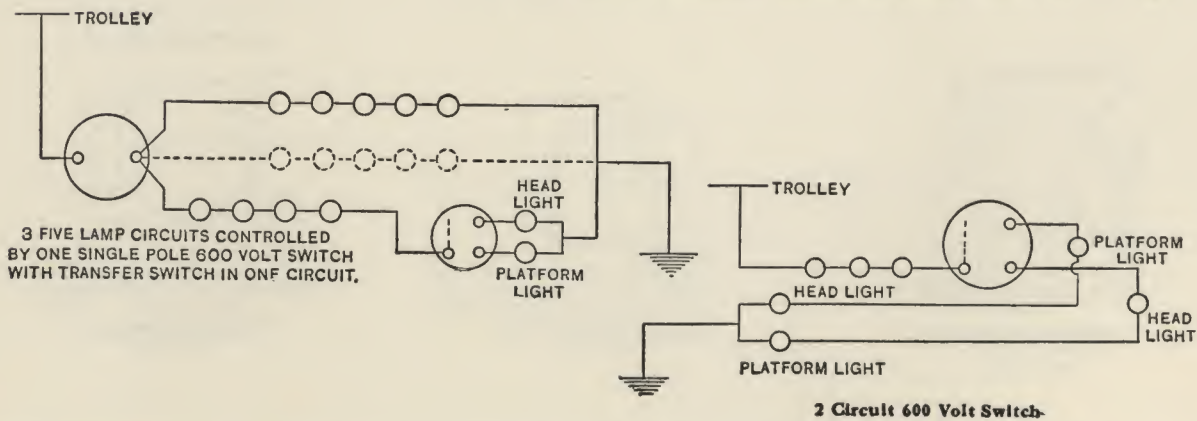 TROLLEY
HEAD
LIGHT
PLATFORM
LIGHT
3 FIVE LAMP CIRCUITS CONTROLLED
BY ONE SINGLE POLE 600 VOLT SWITCH
WITH TRANSFER SWITCH IN ONE CIRCUIT.
TROLLEY
PLATFORM
LIGHT
HEAD LIGHT
HEAD
LIGHT
PLATFORM LIGHT
2 Circuit 600 Volt Switch